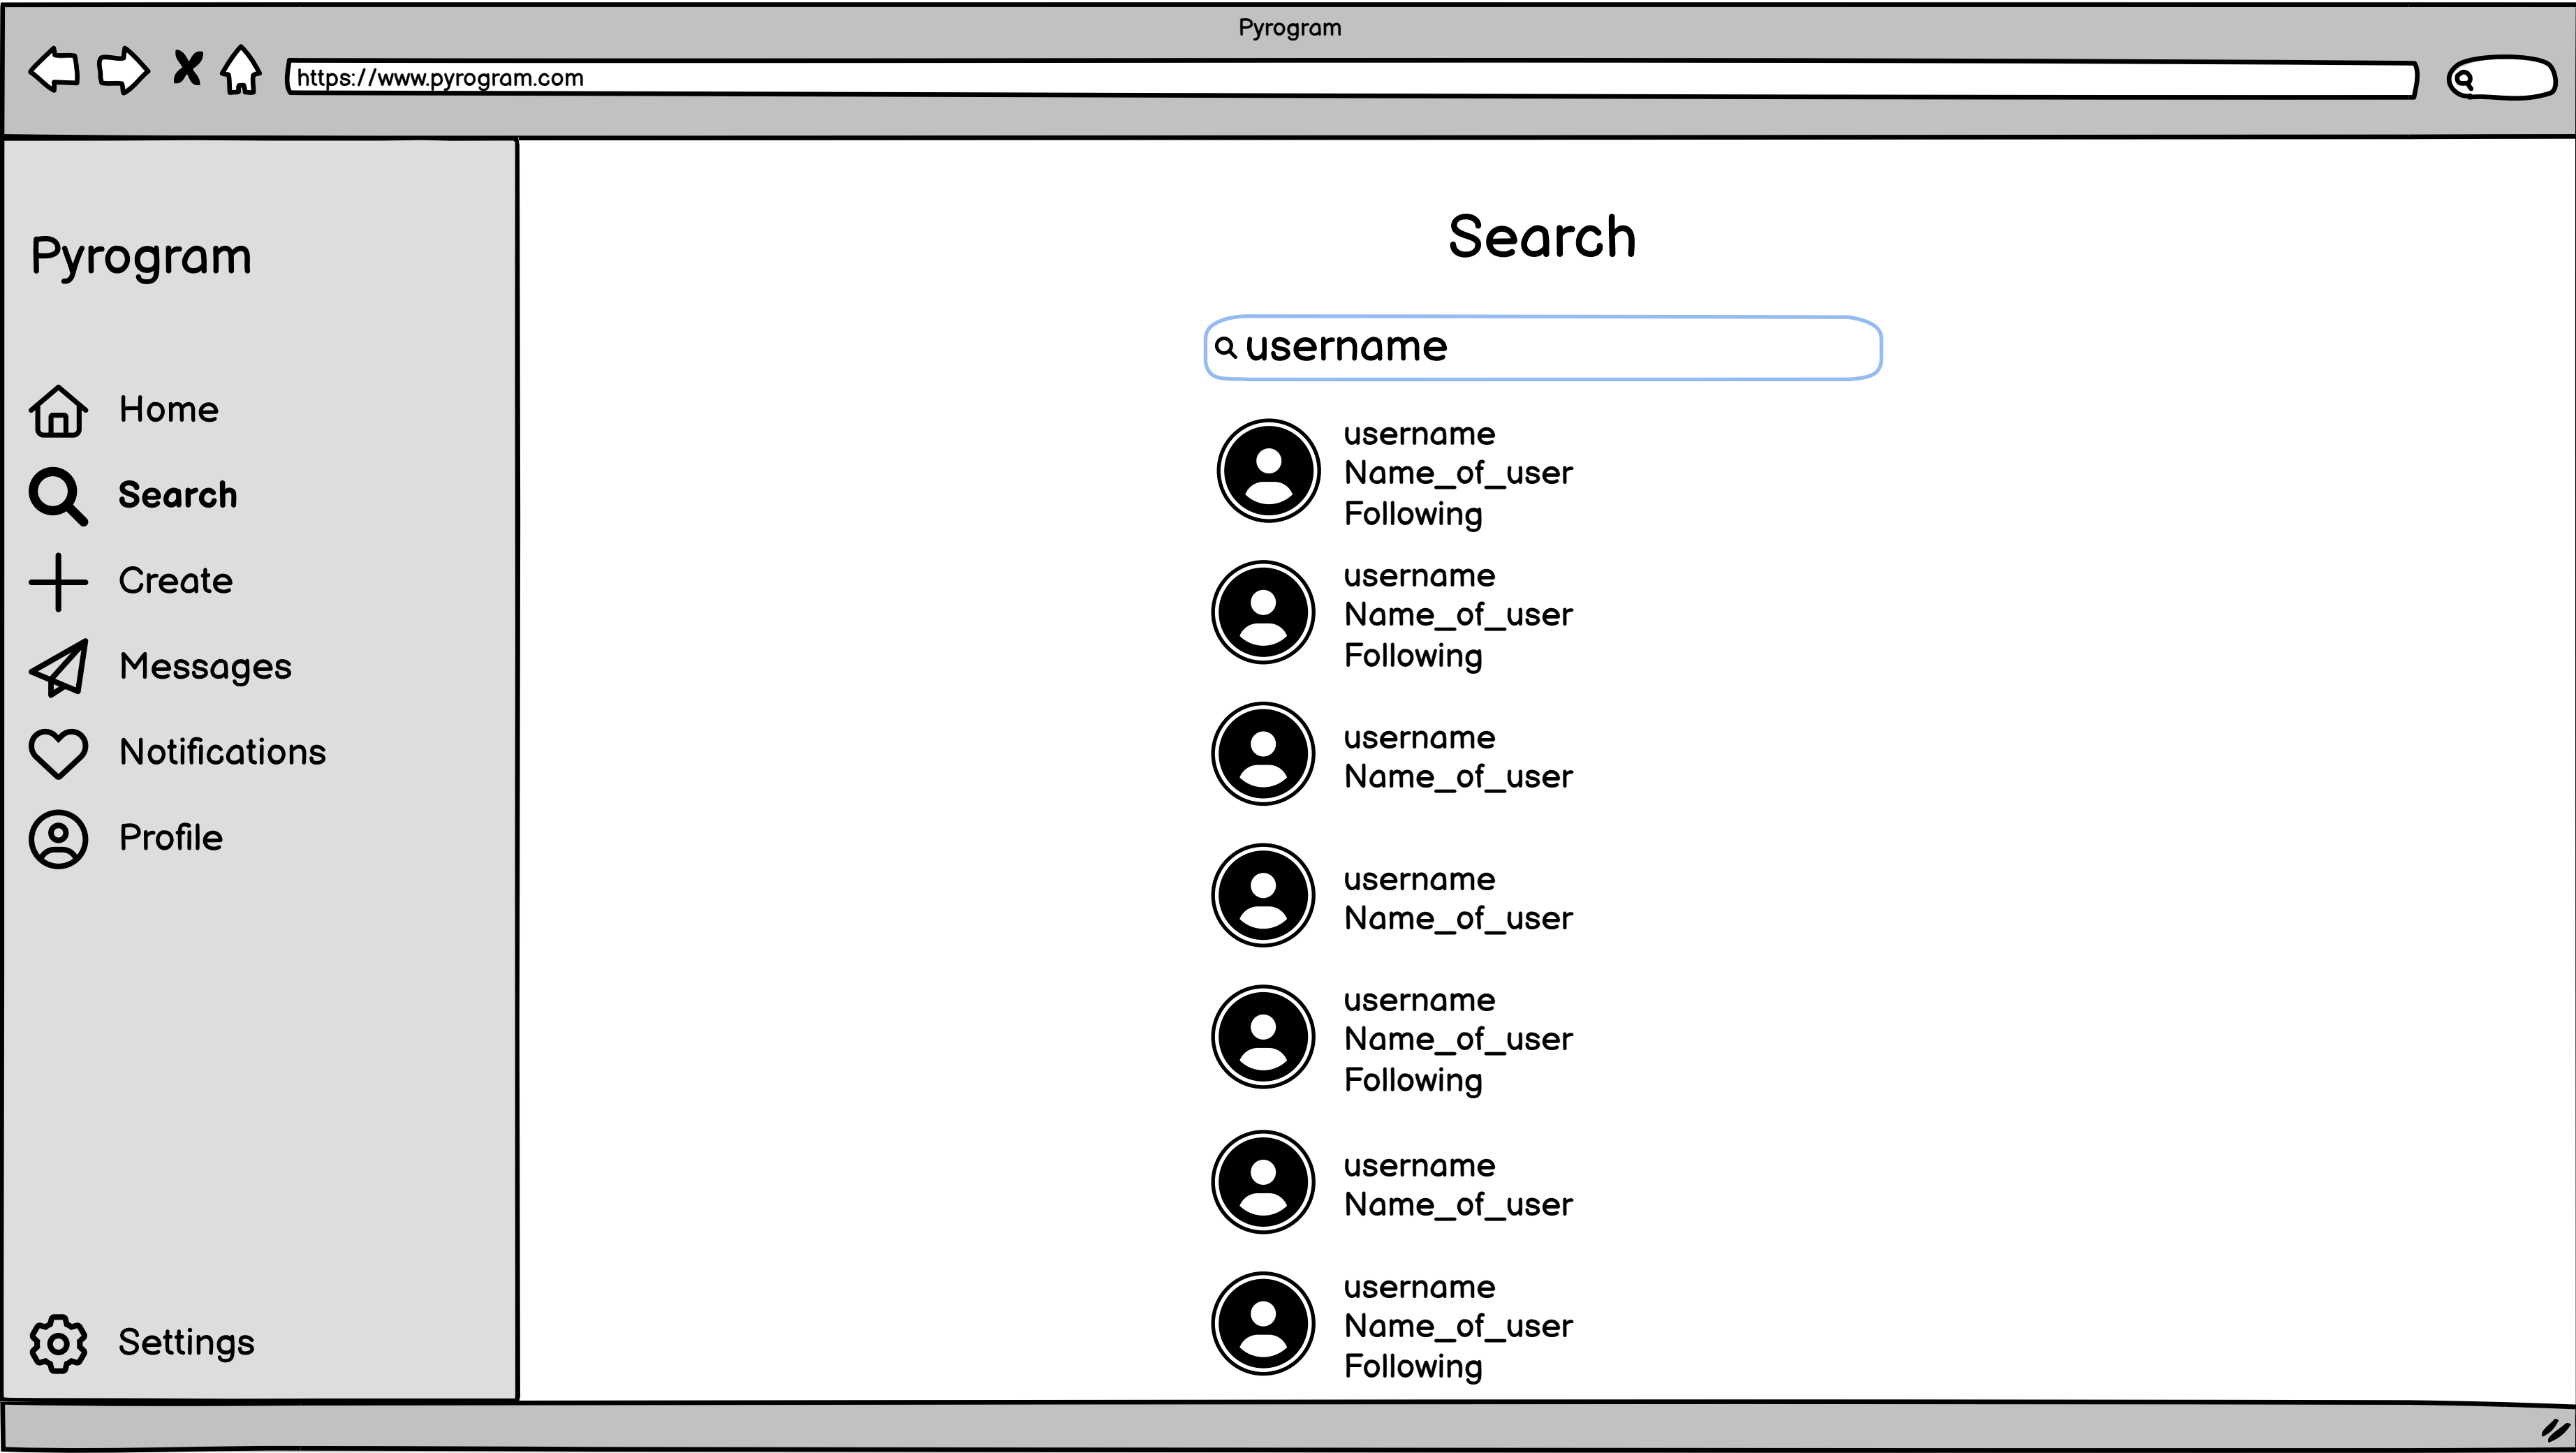 Pyrogram
https://www.pyrogram.com
Pyrogram
Home
Search
Create
Messages
Notifications
Profile
Settings
Search
username
username
Name_of_user
Following
username
Name_of_user
Following
username
Name_of_user
username
Name_of_user
username
Name_of_user
Following
username
Name_of_user
username
Name_of_user
Following